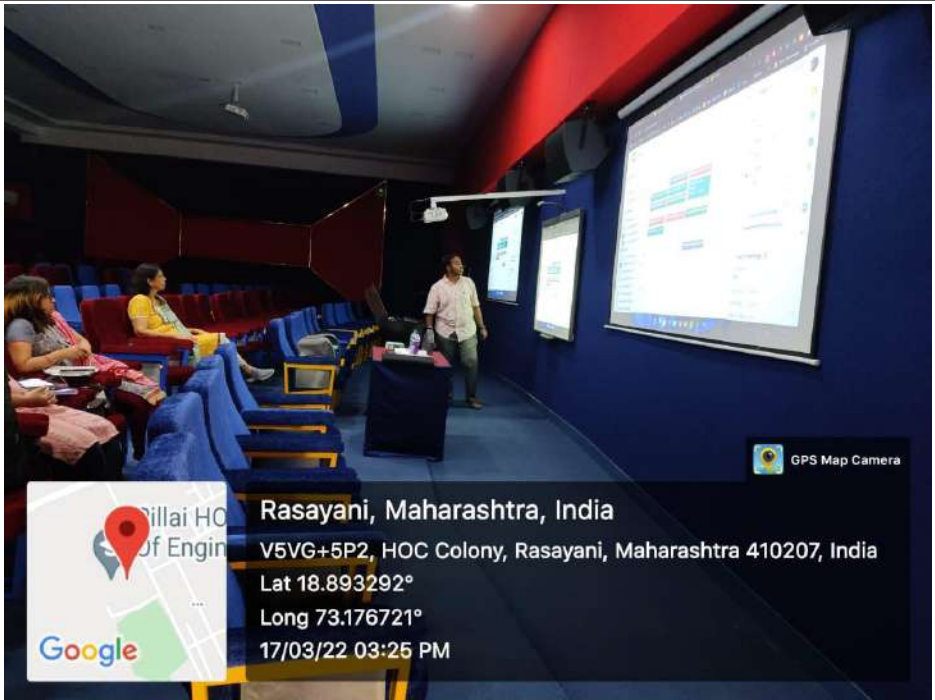 GPS Map Camera
Pillai HO
Of Engin
Google
Rasayani, Maharashtra, India
V5VG+5P2, HOC Colony, Rasayani, Maharashtra 410207, India
Lat 18.893292°
Long 73.176721°
17/03/22 03:25 PM